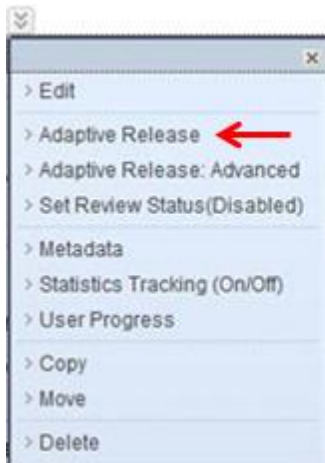 > Edit
> Adaptive Release
> Adaptive Release: Advanced
> Set Review Status(Disabled)
> Metadata
> Statistics Tracking (On/Off)
> User Progress
> Copy
> Move
> Delete